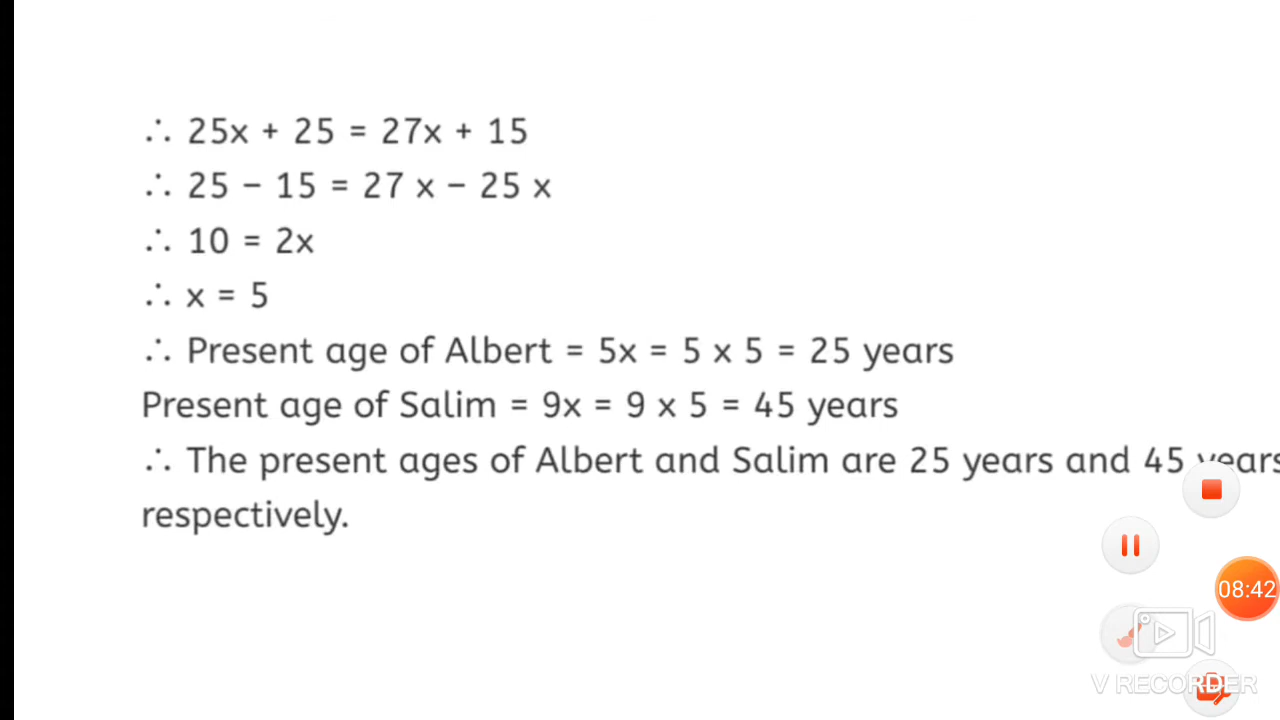 ∴ 25x + 25 = 27x + 15
∴ 25 – 15 = 27 x – 25 x
∴ 10 = 2x
∴ x = 5
∴ Present age of Albert = 5x = 5 x 5 = 25 years
Present age of Salim = 9x = 9 x 5 = 45 years
∴ The present ages of Albert and Salim are 25 years and 45 years
respectively.
08:42
V RECORDER